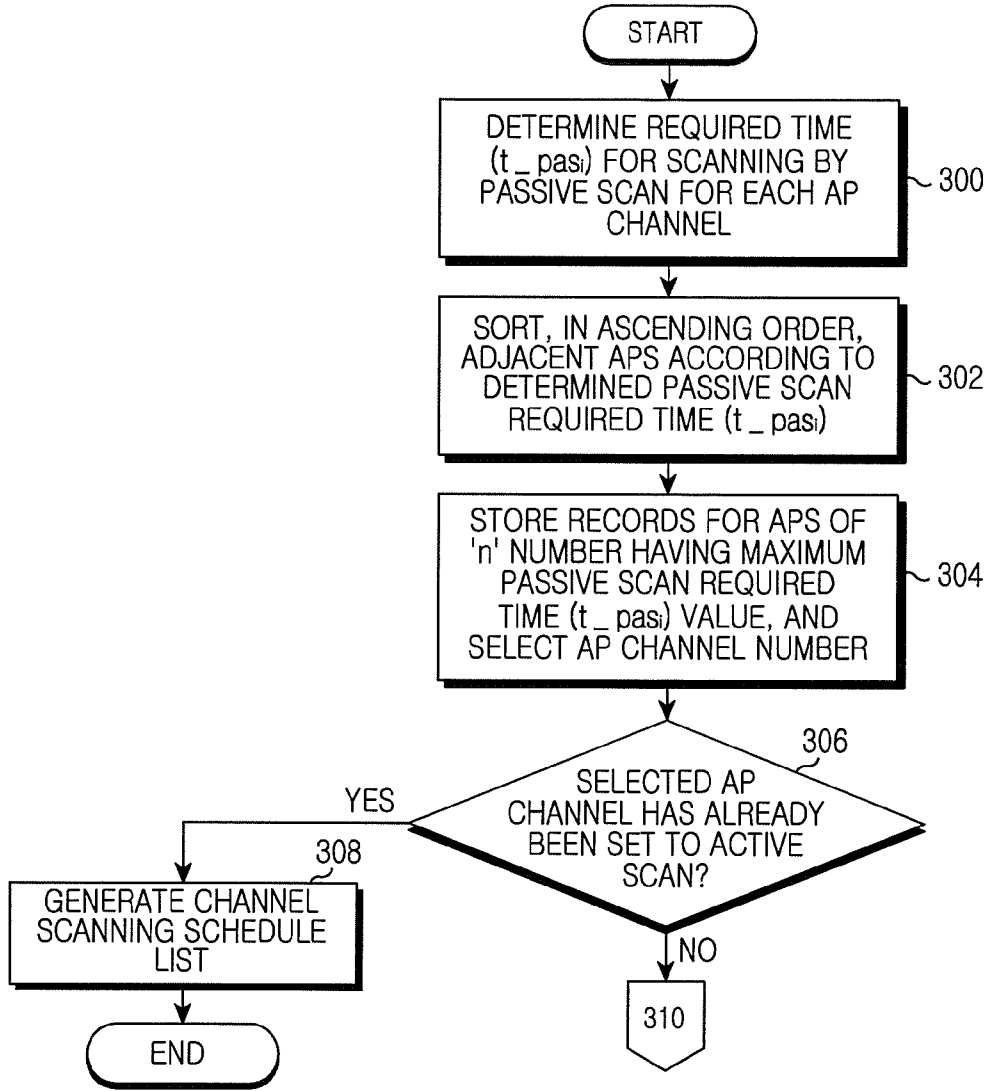 START
DETERMINE REQUIRED TIME
(t_pasᵢ) FOR SCANNING BY
PASSIVE SCAN FOR EACH AP
CHANNEL
300
SORT, IN ASCENDING ORDER,
ADJACENT APS ACCORDING TO
DETERMINED PASSIVE SCAN
REQUIRED TIME (t_pasᵢ)
302
STORE RECORDS FOR APS OF
'n' NUMBER HAVING MAXIMUM
PASSIVE SCAN REQUIRED
TIME (t_pasᵢ) VALUE, AND
SELECT AP CHANNEL NUMBER
304
306
SELECTED AP
CHANNEL HAS ALREADY
BEEN SET TO ACTIVE
SCAN?
YES
308
GENERATE CHANNEL
SCANNING SCHEDULE
LIST
END
NO
310